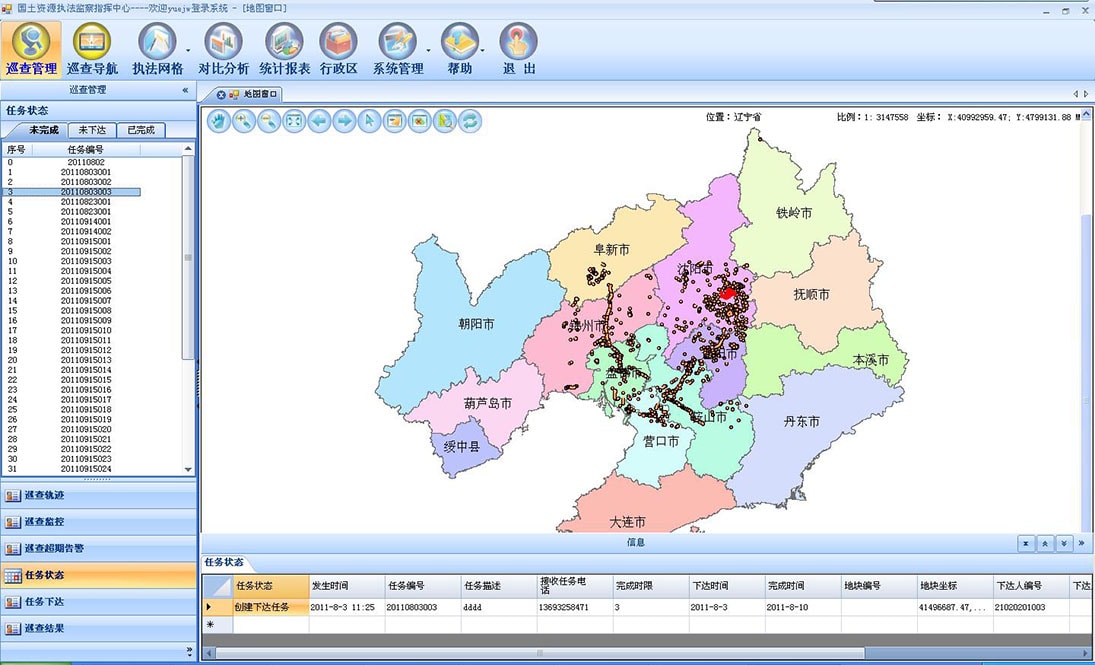 国土资源执法监察指挥中心----欢迎yuejw登录系统 - [地图窗口]
巡查管理 巡查导航 执法网格 对比分析 统计报表 行政区 系统管理 帮助 退 出
巡查管理 «
地图窗口
任务状态
未完成 未下达 已完成
位置：辽宁省 比例：1: 3147558 坐标： X:40992959.47; Y:4799131.88 M
序号 任务编号
0 20110802
1 20110803001
2 20110803002
3 20110803003
4 20110823001
5 20110823001
6 20110914001
7 20110914002
8 20110915001
9 20110915002
10 20110915003
11 20110915004
12 20110915005
13 20110915006
14 20110915007
15 20110915008
16 20110915009
17 20110915010
18 20110915011
19 20110915012
20 20110915013
21 20110915014
22 20110915015
23 20110915016
24 20110915017
25 20110915018
26 20110915019
27 20110915020
28 20110915021
29 20110915022
30 20110915023
31 20110915024
铁岭市
阜新市
沈阳市
抚顺市
朝阳市
锦州市
本溪市
葫芦岛市
鞍山市
丹东市
绥中县
营口市
大连市
巡查轨迹
巡查监控
巡查超期告警
任务状态
任务下达
巡查结果
信息
任务状态
任务状态 发生时间 任务编号 任务描述 接收任务电话 完成时限 下达时间 完成时间 地块编号 地块坐标 下达人编号 下达
创建下达任务 2011-8-3 11:25 20110803003 dddd 13693258471 3 2011-8-3 2011-8-10 41496687.47,... 21020201003